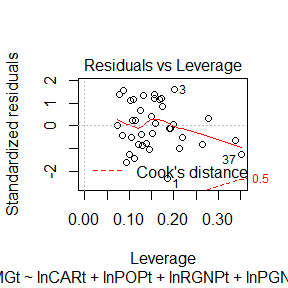 Residuals vs Leverage
Standardized residuals
2
1
0
-2
3
37
1
Cook's distance
0.5
0.00
0.10
0.20
0.30
Leverage
MGt ~ lnCARt + lnPOPt + lnRGNPt + lnPGN